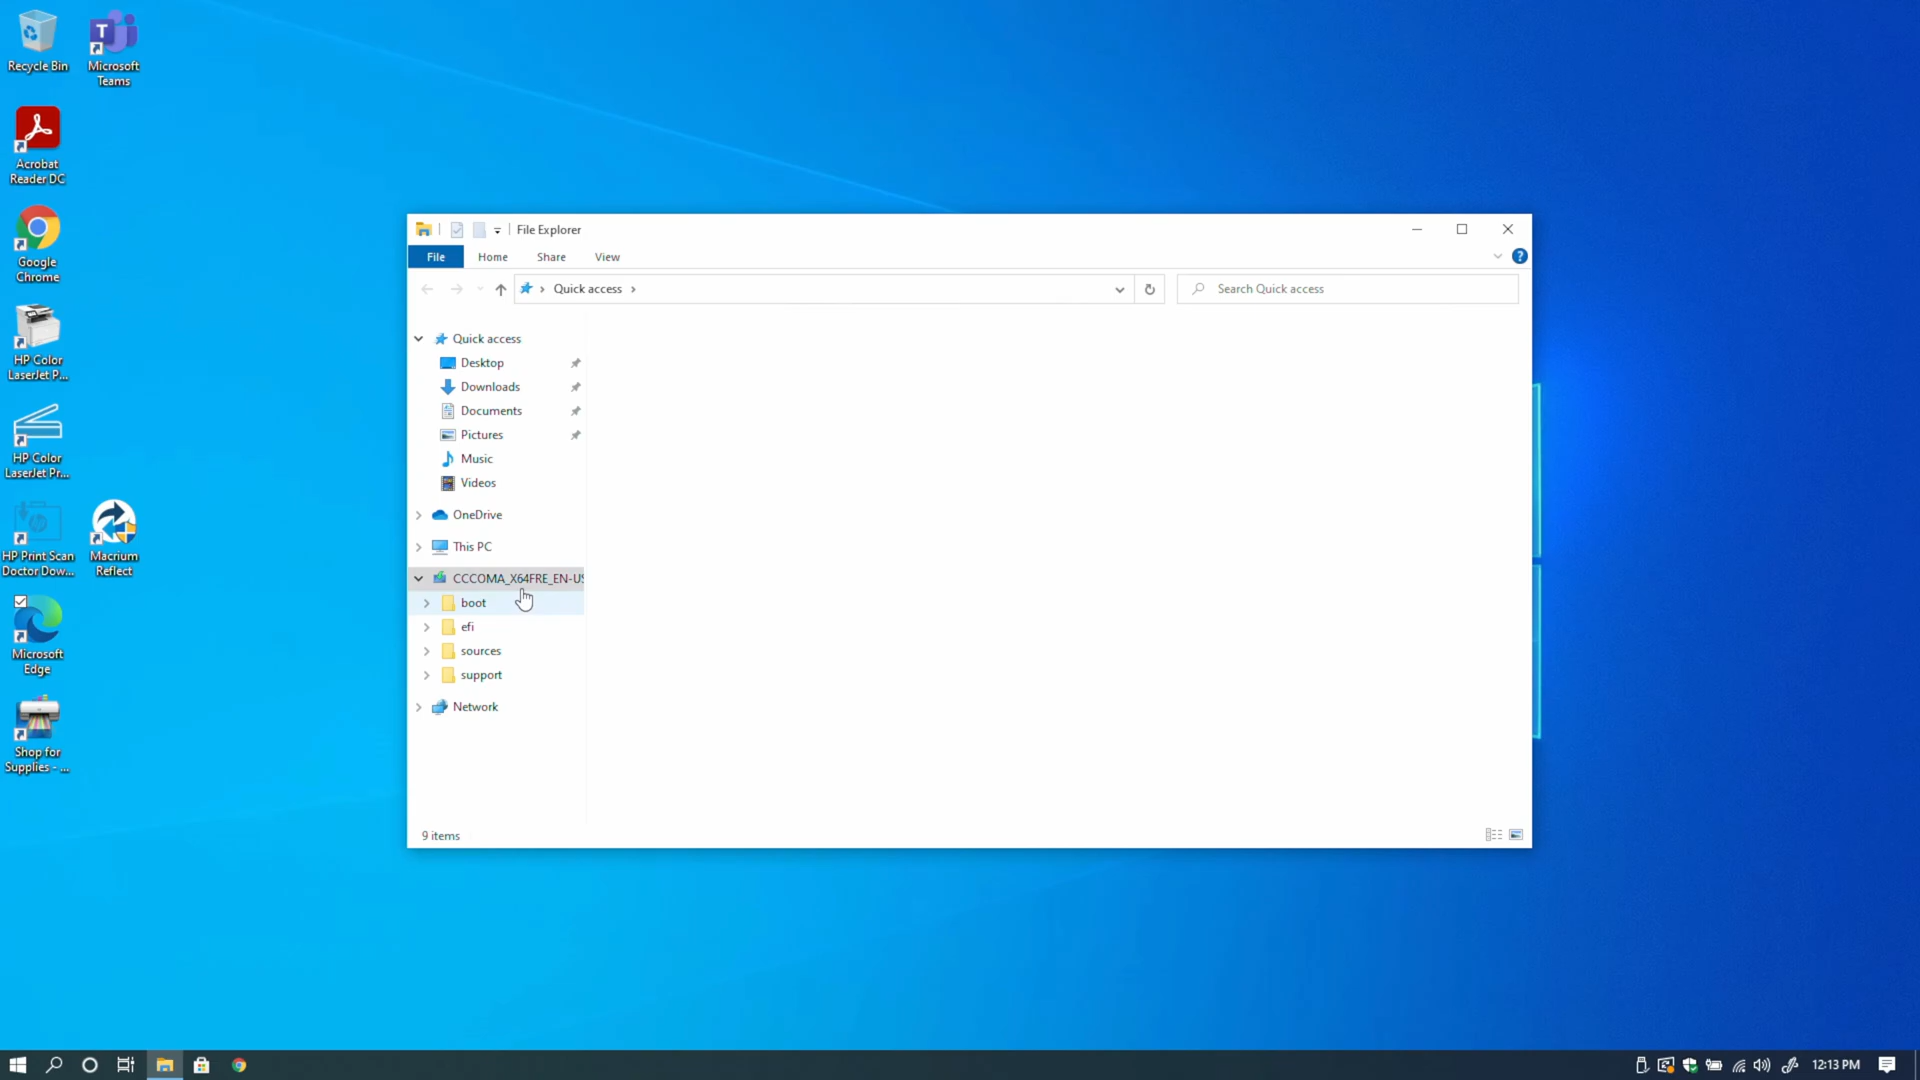 Recycle Bin
Microsoft
Teams
Acrobat
Reader DC
Google
Chrome
HP Color
LaserJet P...
HP Color
LaserJet Pr...
HP Print Scan
Doctor Dow...
Macrium
Reflect
Microsoft
Edge
Shop for
Supplies - ...
File Explorer
File
Home
Share
View
Quick access
Search Quick access
Quick access
Desktop
Downloads
Documents
Pictures
Music
Videos
OneDrive
This PC
CCCOMA_X64FRE_EN-US
boot
efi
sources
support
Network
9 items
12:13 PM